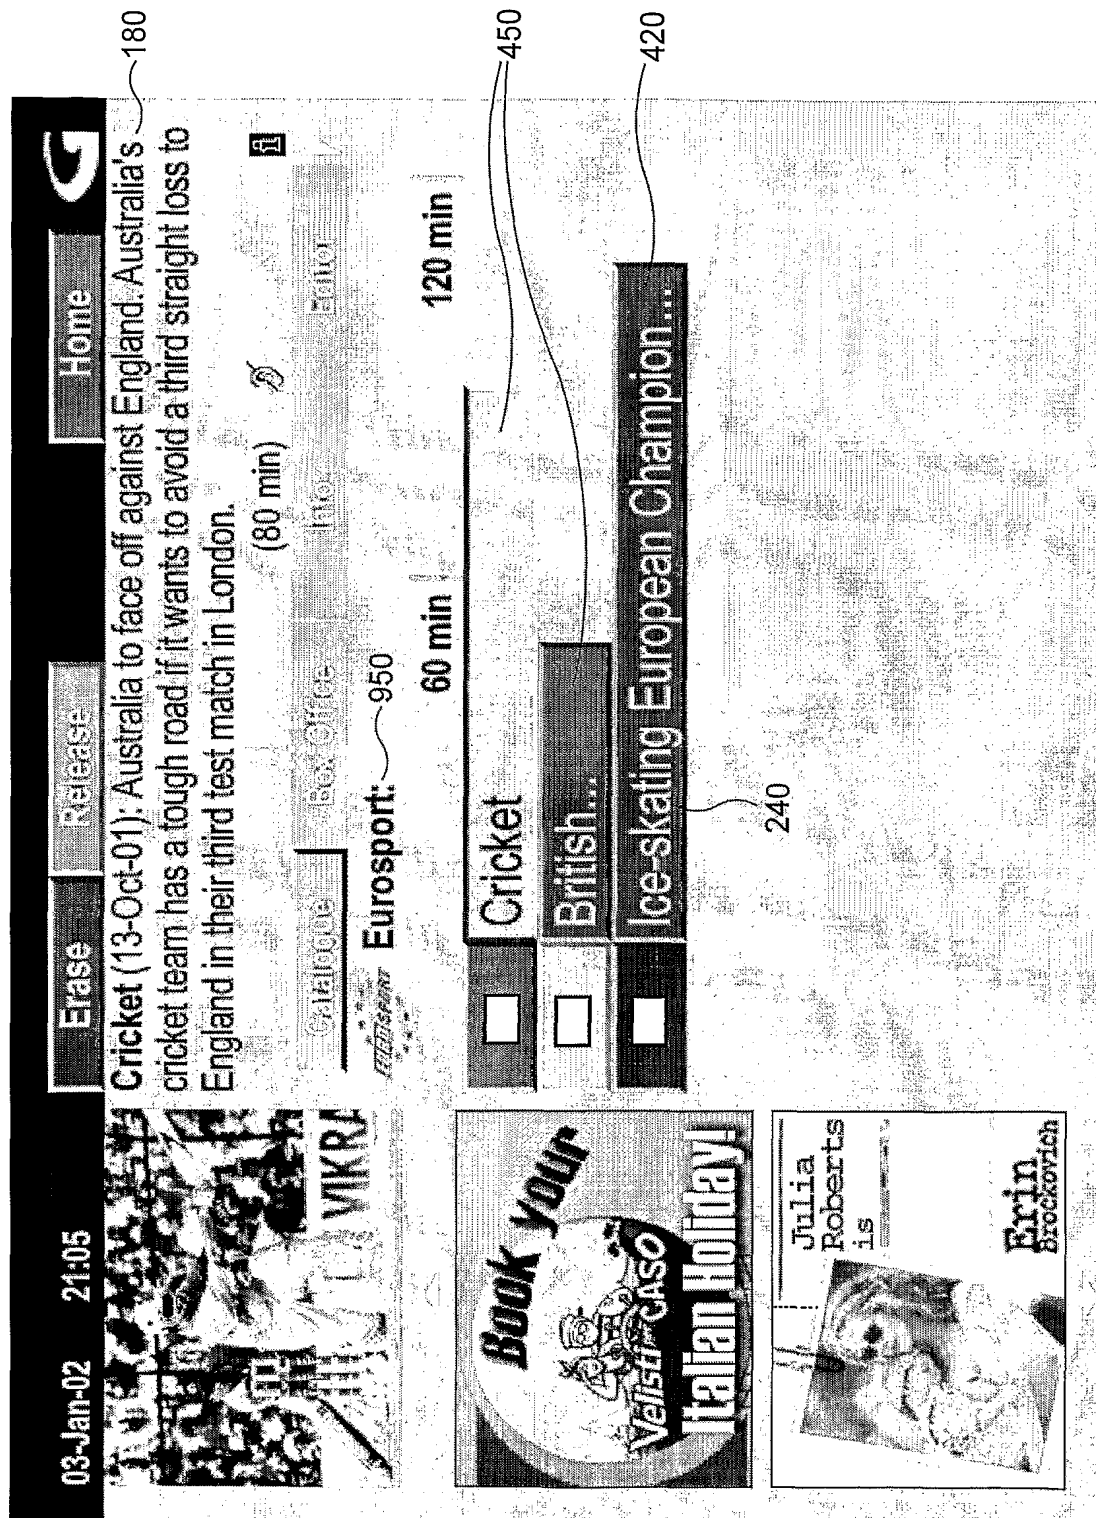 03-Jan-02 21:05 Erase Release Home
Cricket (13-Oct-01): Australia to face off against England. Australia's
cricket team has a tough road if it wants to avoid a third straight loss to
England in their third test match in London.
(80 min)
i
180
Catalogue Box Office Info Editor
VIKRA
EUROSPORT
Eurosport:
950
60 min 120 min
Cricket
British...
Ice-skating European Champion...
450
420
240
Book your
Italian Holiday!
Julia
Roberts
is
Erin
Brockovich